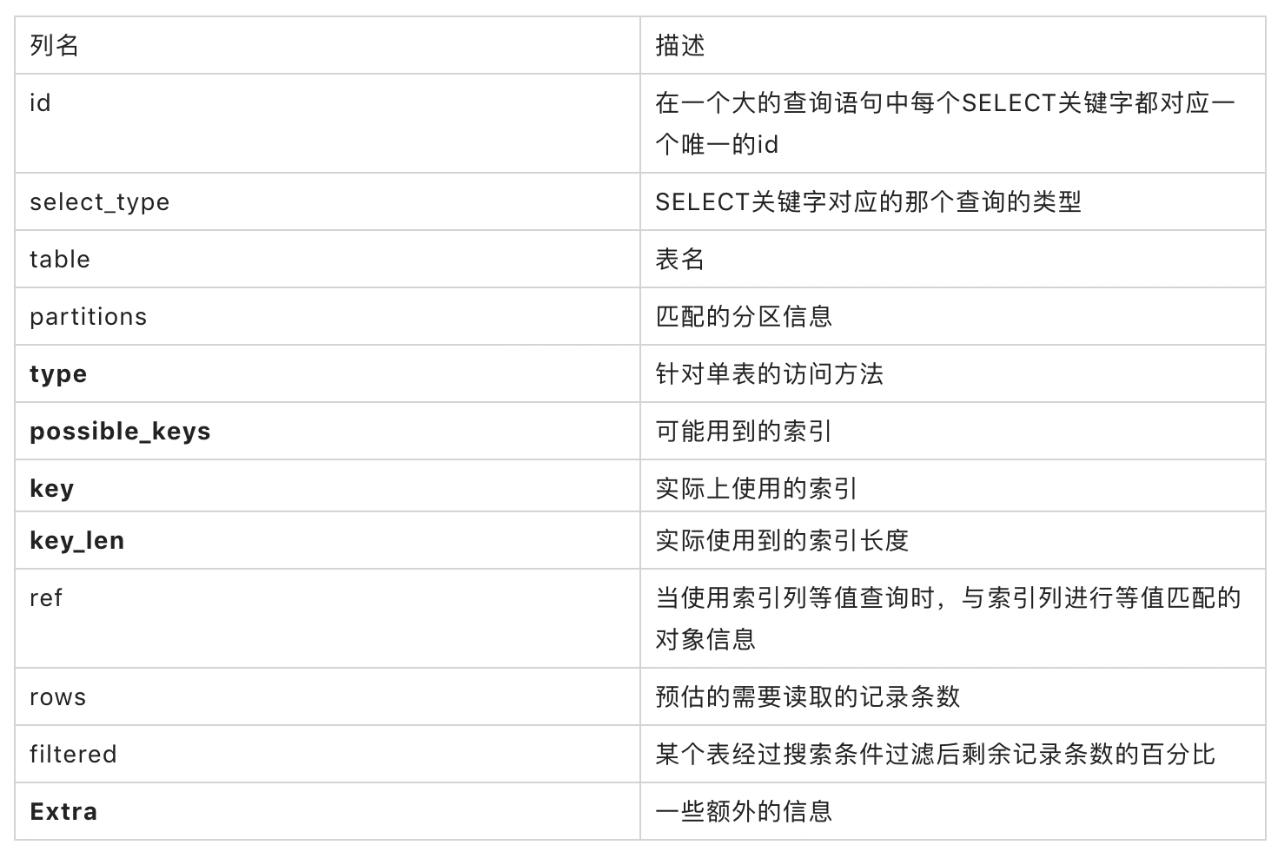 列名
描述
id
在一个大的查询语句中每个SELECT关键字都对应一
个唯一的id
select_type
SELECT关键字对应的那个查询的类型
table
表名
partitions
匹配的分区信息
type
针对单表的访问方法
possible_keys
可能用到的索引
key
实际上使用的索引
key_len
实际使用到的索引长度
ref
当使用索引列等值查询时，与索引列进行等值匹配的
对象信息
rows
预估的需要读取的记录条数
filtered
某个表经过搜索条件过滤后剩余记录条数的百分比
Extra
一些额外的信息